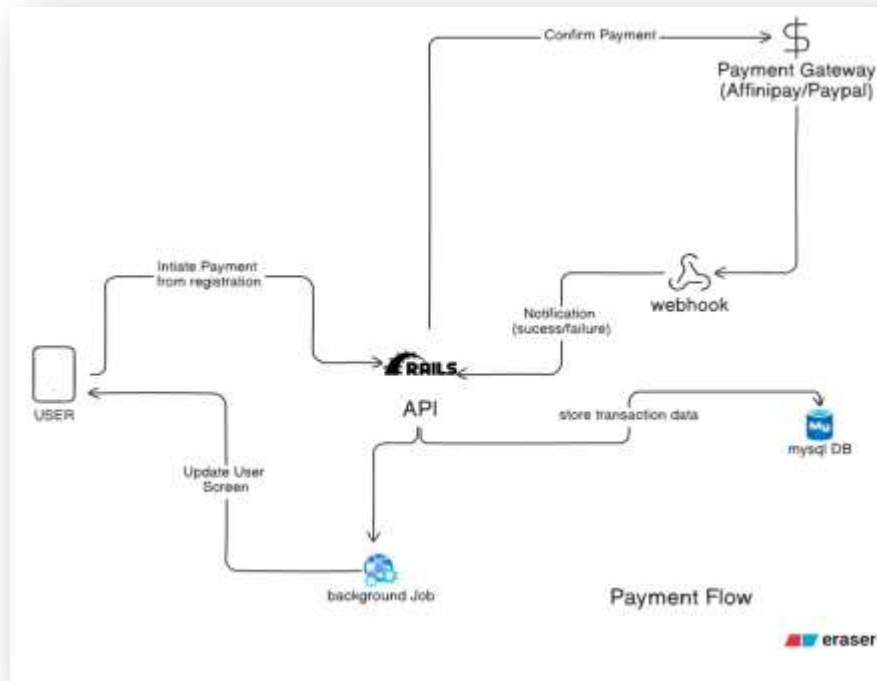 Confirm Payment
Payment Gateway
(Affinipay/Paypal)
Intiate Payment
from registration
webhook
Notification
(sucess/failure)
RAILS
API
USER
store transaction data
mysql DB
Update User
Screen
background Job
Payment Flow
eraser